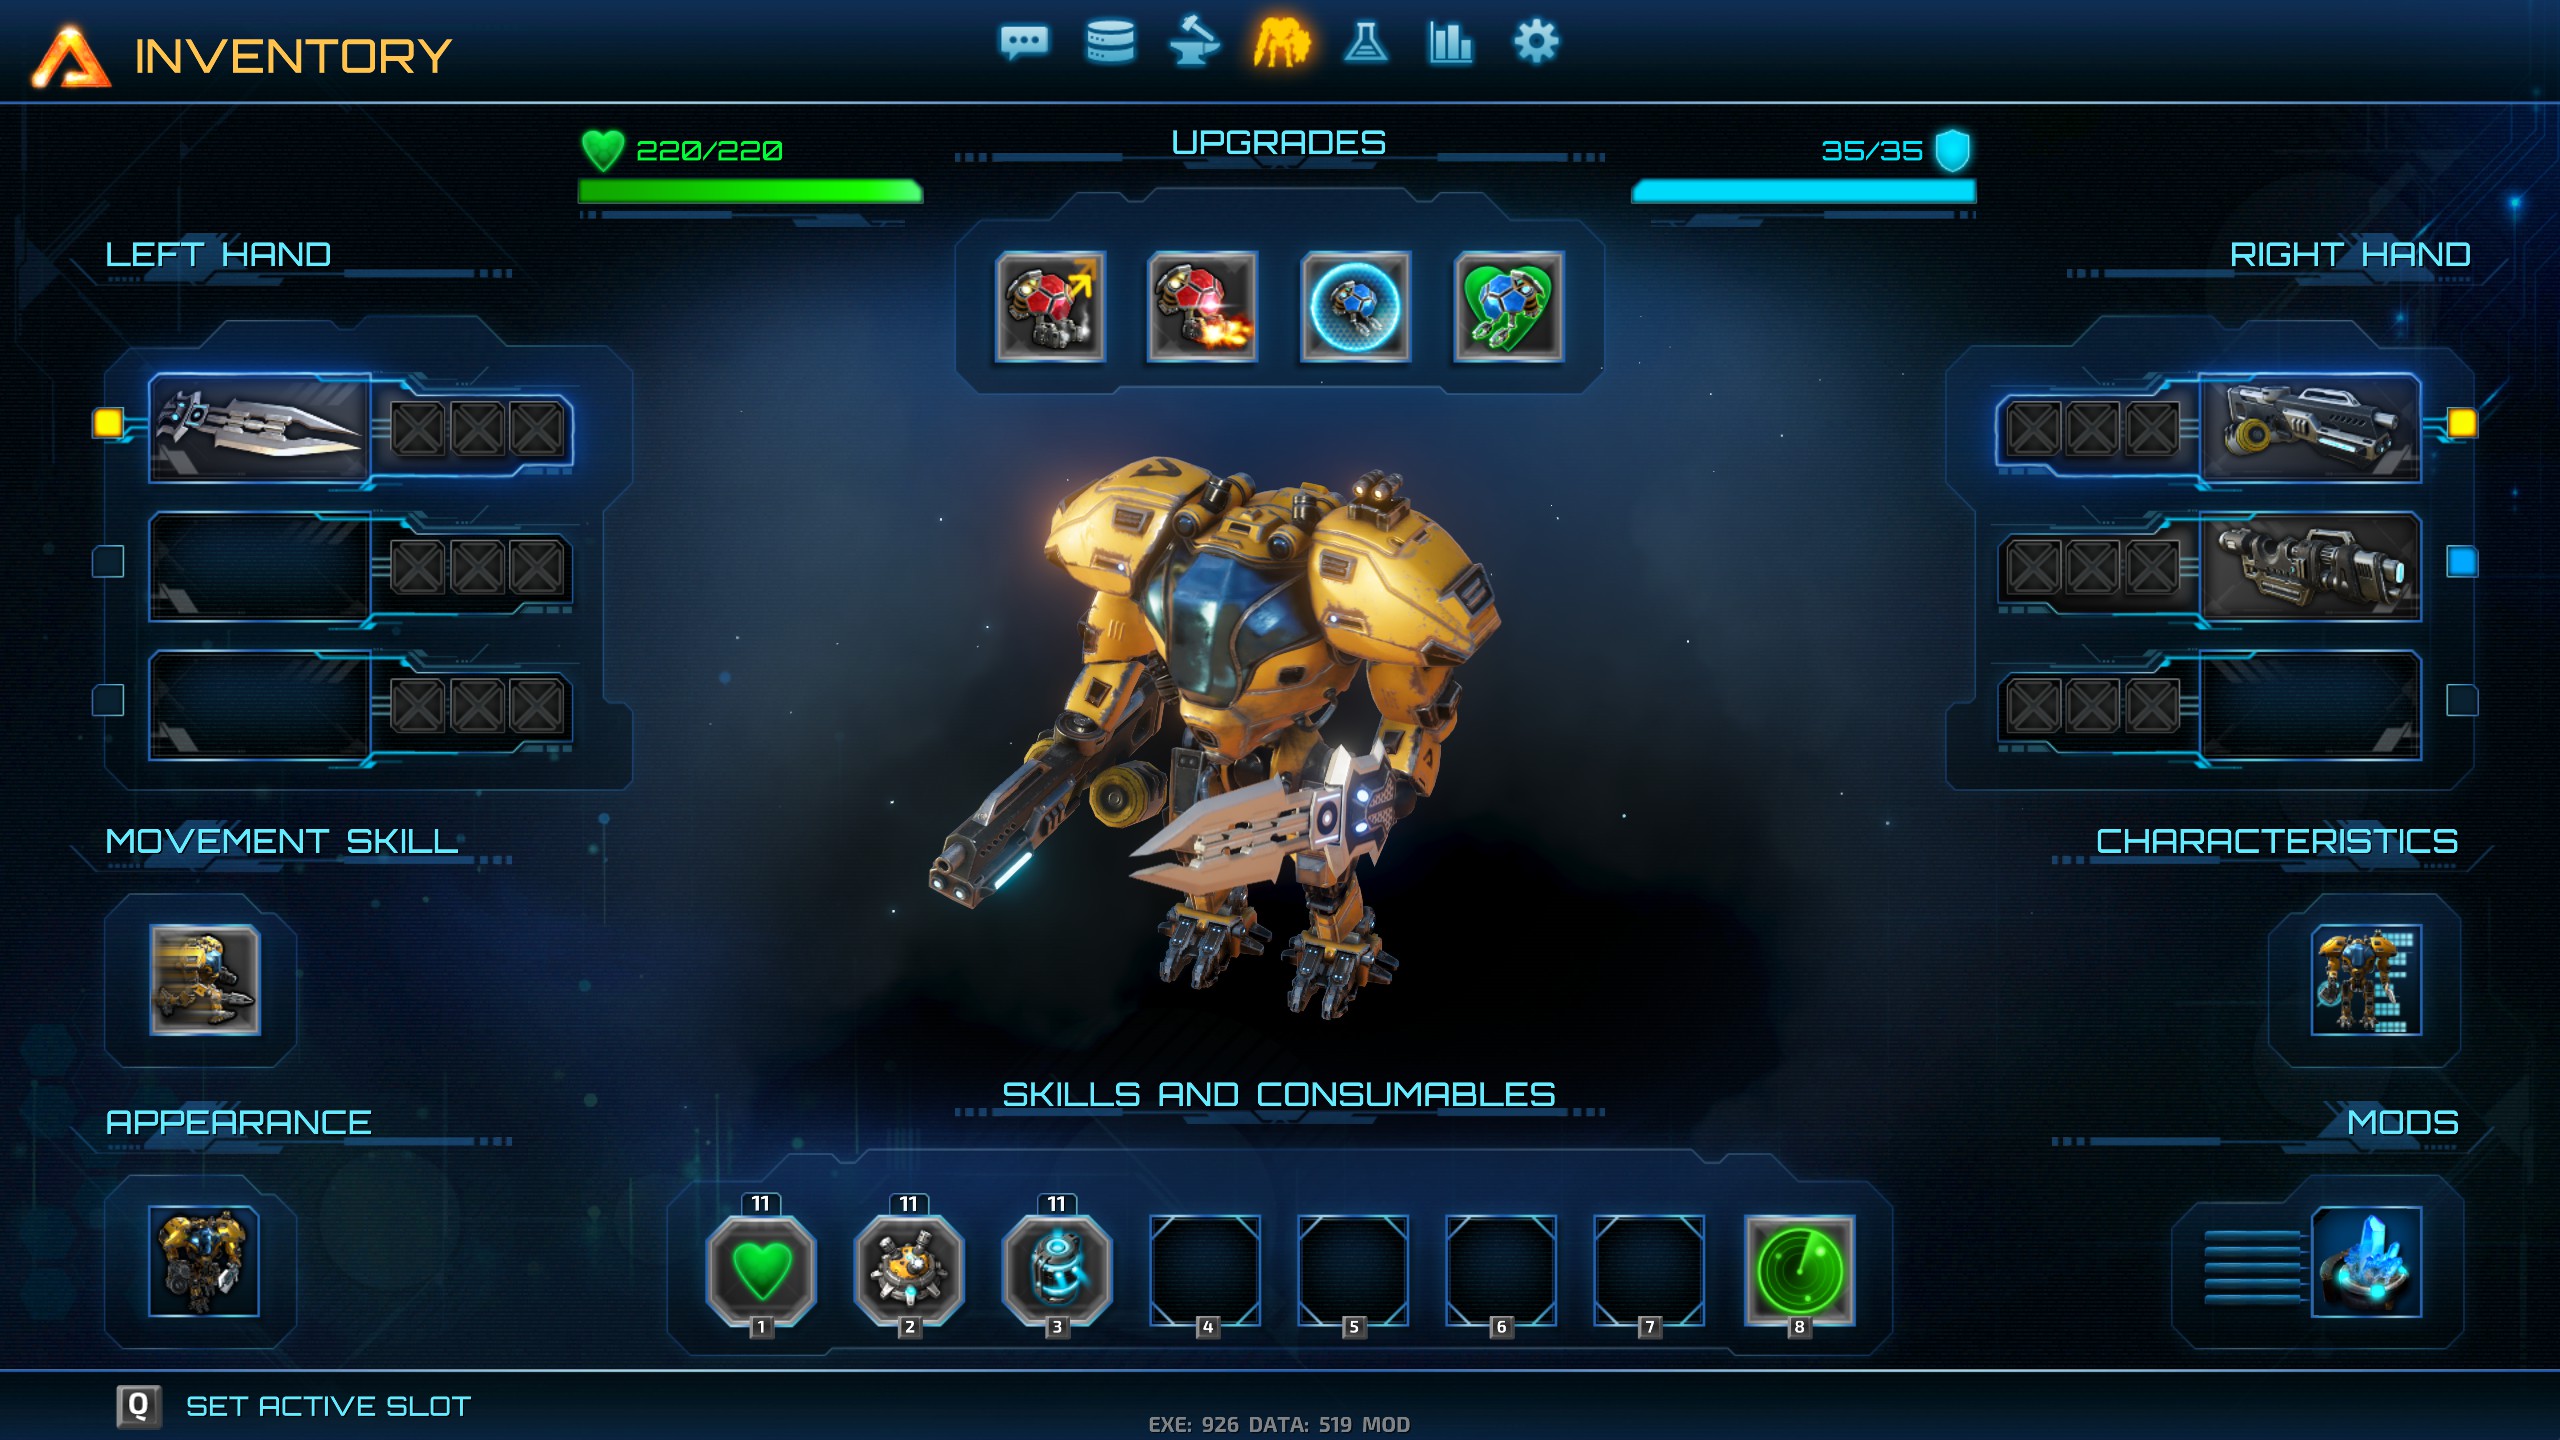 INVENTORY
220/220
UPGRADES
35/35
LEFT HAND
RIGHT HAND
MOVEMENT SKILL
CHARACTERISTICS
SKILLS AND CONSUMABLES
APPEARANCE
MODS
11
11
11
1
2
3
4
5
6
7
8
Q SET ACTIVE SLOT
EXE: 926 DATA: 519 MOD